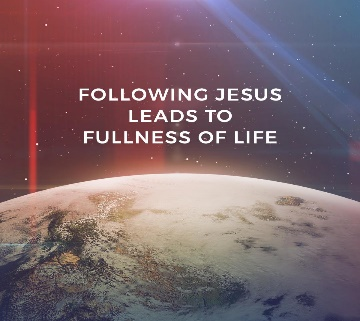 FOLLOWING JESUS
LEADS TO
FULLNESS OF LIFE